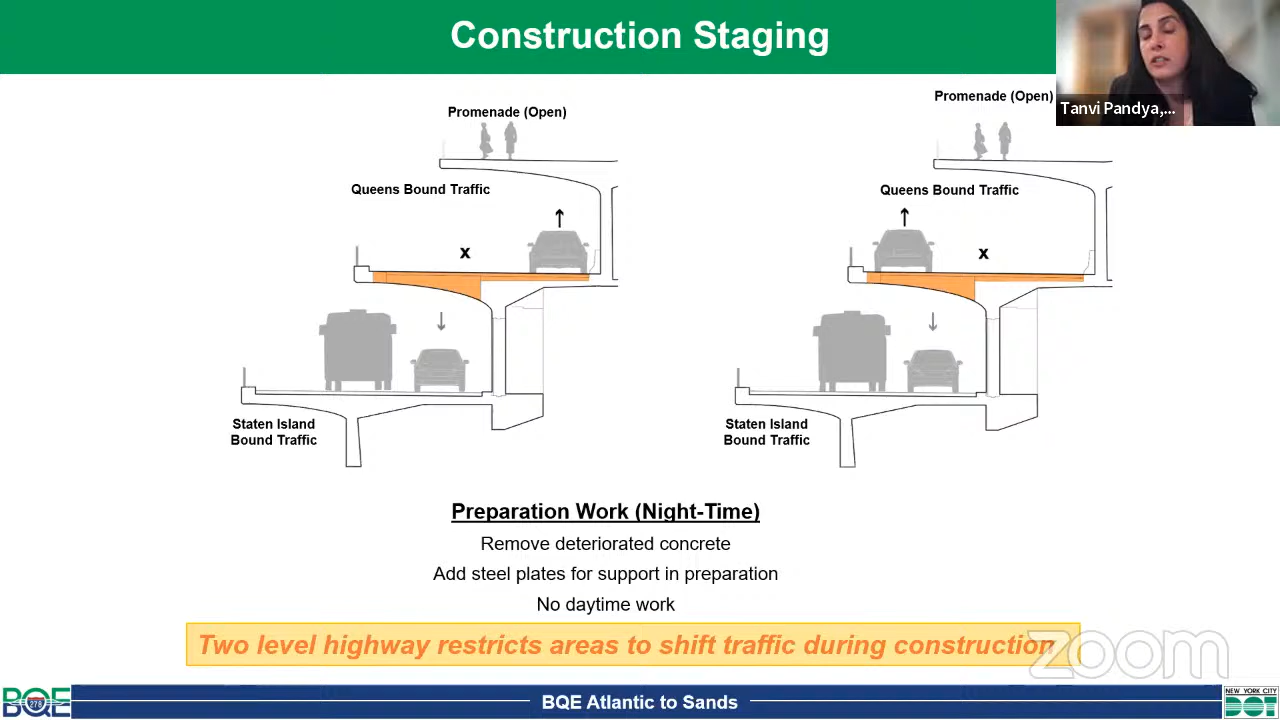 Construction Staging
Tanvi Pandya,...
Promenade (Open)
Promenade (Open)
Queens Bound Traffic
Queens Bound Traffic
x
x
Staten Island
Bound Traffic
Staten Island
Bound Traffic
Preparation Work (Night-Time)
Remove deteriorated concrete
Add steel plates for support in preparation
No daytime work
Two level highway restricts areas to shift traffic during construction
zoom
BQE
278
BQE Atlantic to Sands
NEW YORK CITY
DOT